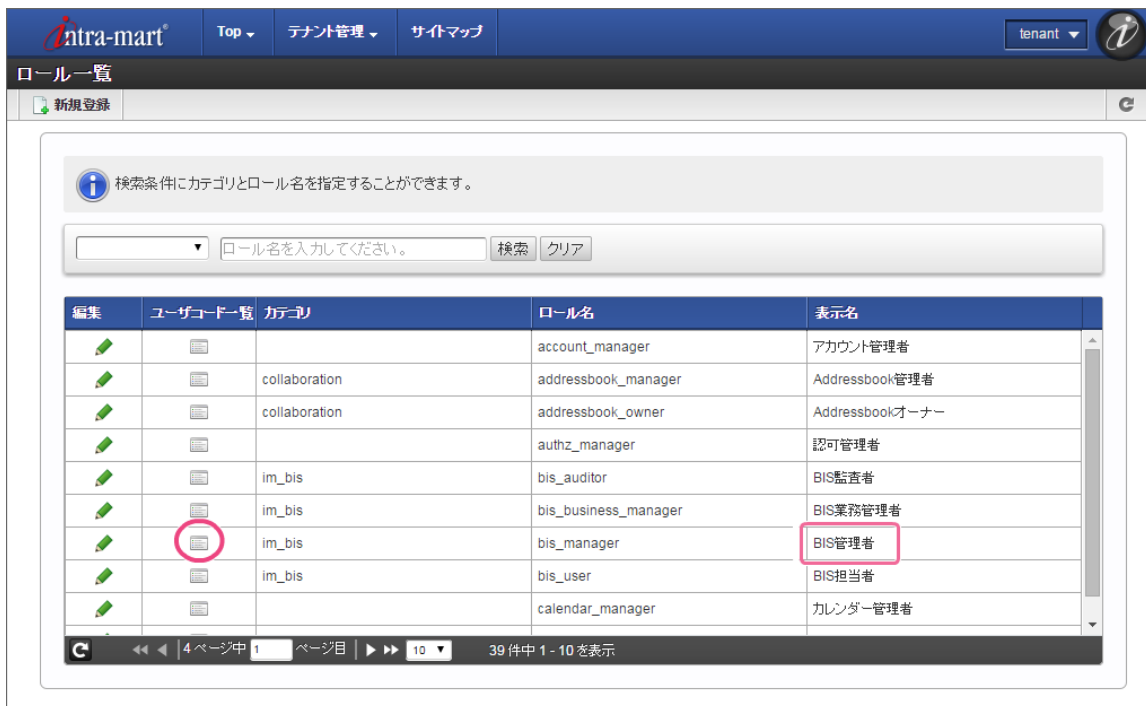 intra-mart® Top テナント管理 サイトマップ tenant
ロール一覧
新規登録
検索条件にカテゴリとロール名を指定することができます。
ロール名を入力してください。 検索 クリア
編集 ユーザコード一覧 カテゴリ ロール名 表示名
account_manager アカウント管理者
collaboration addressbook_manager Addressbook管理者
collaboration addressbook_owner Addressbookオーナー
authz_manager 認可管理者
im_bis bis_auditor BIS監査者
im_bis bis_business_manager BIS業務管理者
im_bis bis_manager BIS管理者
im_bis bis_user BIS担当者
calendar_manager カレンダー管理者
4 ページ中 1 ページ目 10 39 件中 1 - 10 を表示